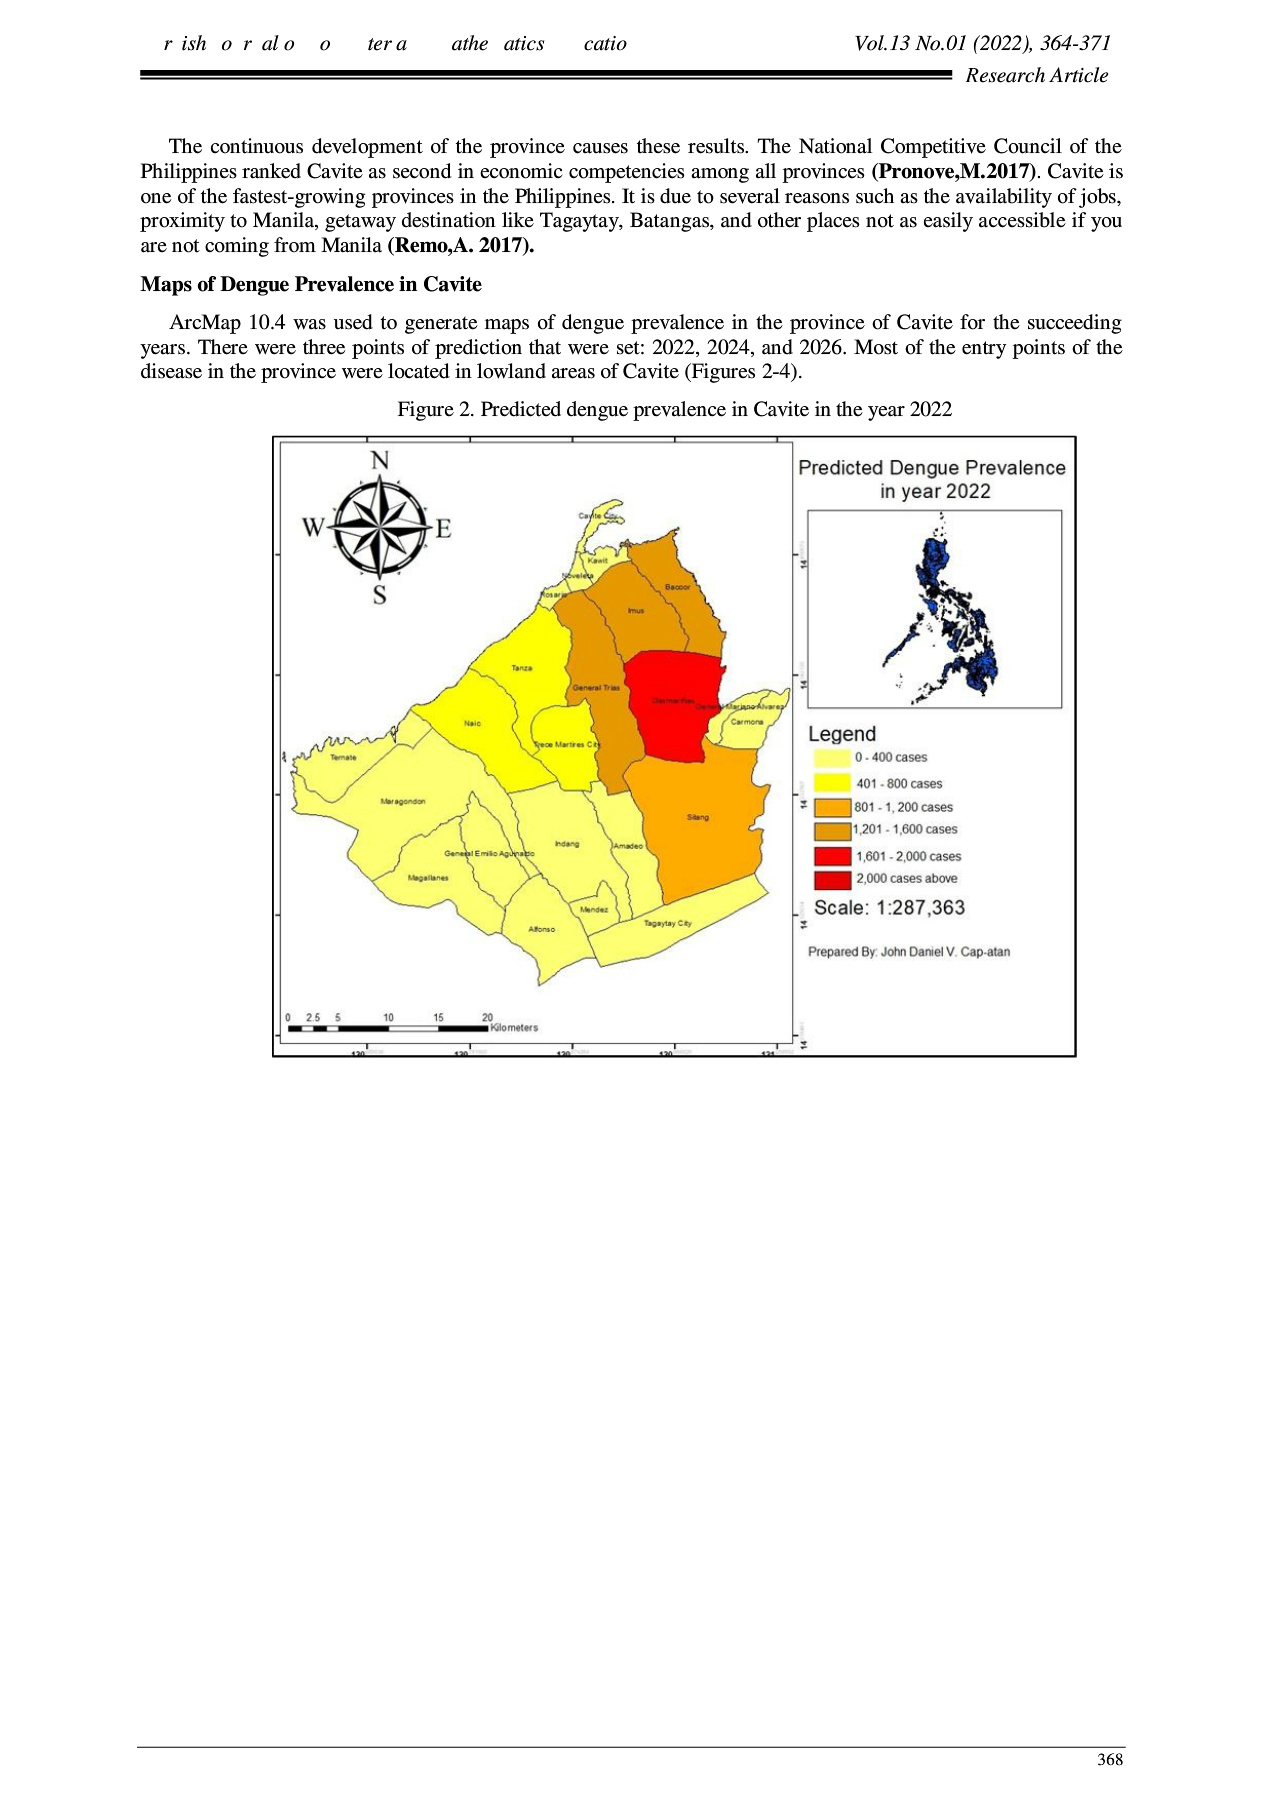 r ish o r al o o ter a athe atics catio Vol.13 No.01 (2022), 364-371
Research Article
The continuous development of the province causes these results. The National Competitive Council of the
Philippines ranked Cavite as second in economic competencies among all provinces (Pronove,M.2017). Cavite is
one of the fastest-growing provinces in the Philippines. It is due to several reasons such as the availability of jobs,
proximity to Manila, getaway destination like Tagaytay, Batangas, and other places not as easily accessible if you
are not coming from Manila (Remo,A. 2017).
Maps of Dengue Prevalence in Cavite
ArcMap 10.4 was used to generate maps of dengue prevalence in the province of Cavite for the succeeding
years. There were three points of prediction that were set: 2022, 2024, and 2026. Most of the entry points of the
disease in the province were located in lowland areas of Cavite (Figures 2-4).
Figure 2. Predicted dengue prevalence in Cavite in the year 2022
N
W E
S
Cavite City
Kawit
Noveleta
Rosario
Bacoor
Imus
Tanza
General Trias
Dasmariñas
General Mariano Alvarez
Carmona
Naic
Trece Martires City
Ternate
Maragondon
Silang
Indang
Amadeo
General Emilio Aguinaldo
Magallanes
Mendez
Tagaytay City
Alfonso
0 2.5 5 10 15 20
Kilometers
Predicted Dengue Prevalence
in year 2022
Legend
0 - 400 cases
401 - 800 cases
801 - 1, 200 cases
1,201 - 1,600 cases
1,601 - 2,000 cases
2,000 cases above
Scale: 1:287,363
Prepared By: John Daniel V. Cap-atan
368